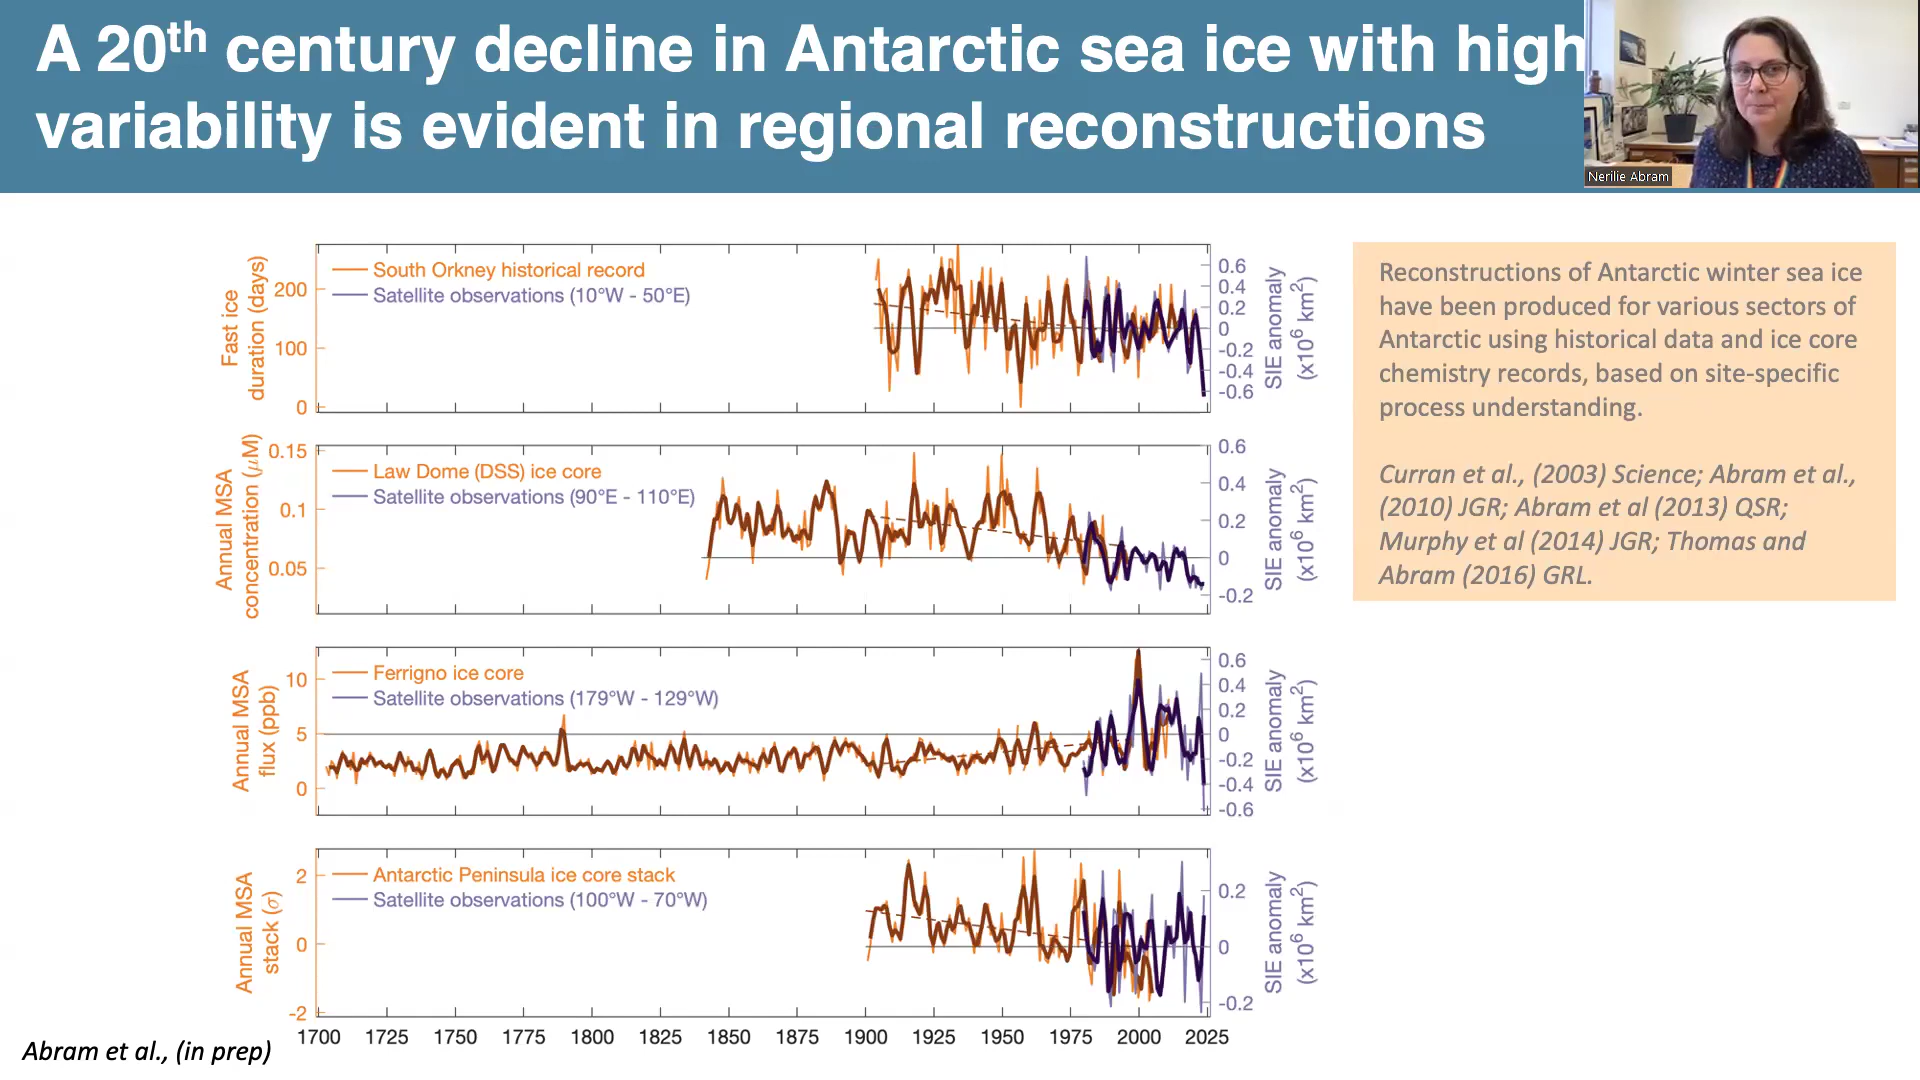 A 20th century decline in Antarctic sea ice with high
variability is evident in regional reconstructions
Nerilie Abram
Fast ice
duration (days)
200
100
0
South Orkney historical record
Satellite observations (10°W - 50°E)
0.6
0.4
0.2
0
-0.2
-0.4
-0.6
SIE anomaly
(x10⁶ km²)
Annual MSA
concentration (μM)
0.15
0.1
0.05
Law Dome (DSS) ice core
Satellite observations (90°E - 110°E)
0.6
0.4
0.2
0
-0.2
SIE anomaly
(x10⁶ km²)
Annual MSA
flux (ppb)
10
5
0
Ferrigno ice core
Satellite observations (179°W - 129°W)
0.6
0.4
0.2
0
-0.2
-0.4
-0.6
SIE anomaly
(x10⁶ km²)
Annual MSA
stack (σ)
2
0
-2
Antarctic Peninsula ice core stack
Satellite observations (100°W - 70°W)
0.2
0
-0.2
SIE anomaly
(x10⁶ km²)
1700 1725 1750 1775 1800 1825 1850 1875 1900 1925 1950 1975 2000 2025
Reconstructions of Antarctic winter sea ice
have been produced for various sectors of
Antarctic using historical data and ice core
chemistry records, based on site-specific
process understanding.
Curran et al., (2003) Science; Abram et al.,
(2010) JGR; Abram et al (2013) QSR;
Murphy et al (2014) JGR; Thomas and
Abram (2016) GRL.
Abram et al., (in prep)